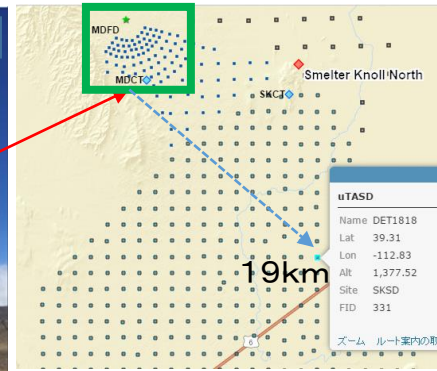 MDFD
MDCT
Smelter Knoll North
SKCT
uTASD
Name DET1818
Lat 39.31
Lon -112.83
Alt 1,377.52
Site SKSD
FID 331
19km
6
ズーム ルート案内の取